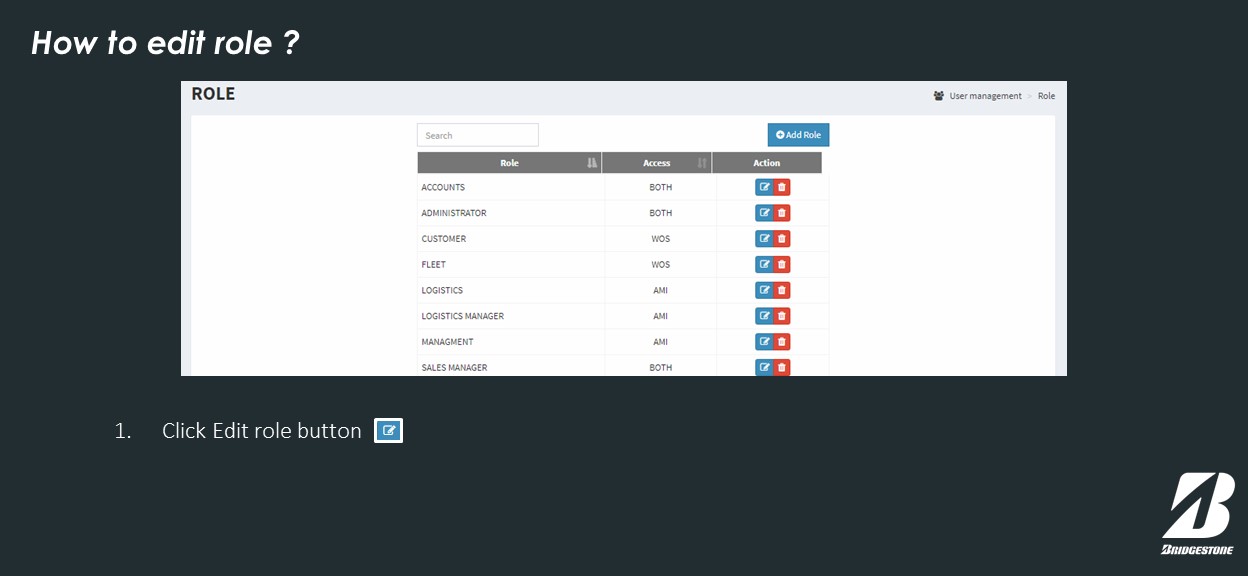 How to edit role ?
ROLE
User management > Role
Search
Add Role
Role Access Action
ACCOUNTS BOTH
ADMINISTRATOR BOTH
CUSTOMER WOS
FLEET WOS
LOGISTICS AMI
LOGISTICS MANAGER AMI
MANAGMENT AMI
SALES MANAGER BOTH
1. Click Edit role button
BRIDGESTONE